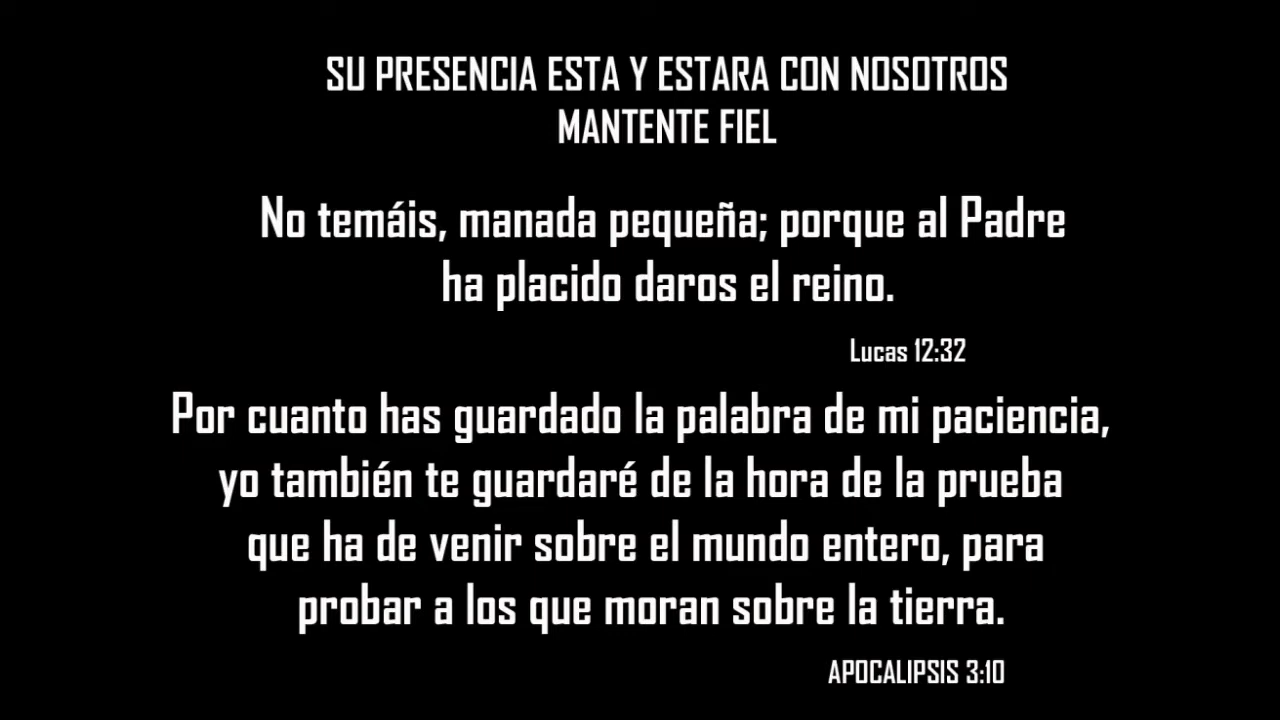 SU PRESENCIA ESTA Y ESTARA CON NOSOTROS
MANTENTE FIEL
No temáis, manada pequeña; porque al Padre
ha placido daros el reino.
Lucas 12:32
Por cuanto has guardado la palabra de mi paciencia,
yo también te guardaré de la hora de la prueba
que ha de venir sobre el mundo entero, para
probar a los que moran sobre la tierra.
APOCALIPSIS 3:10